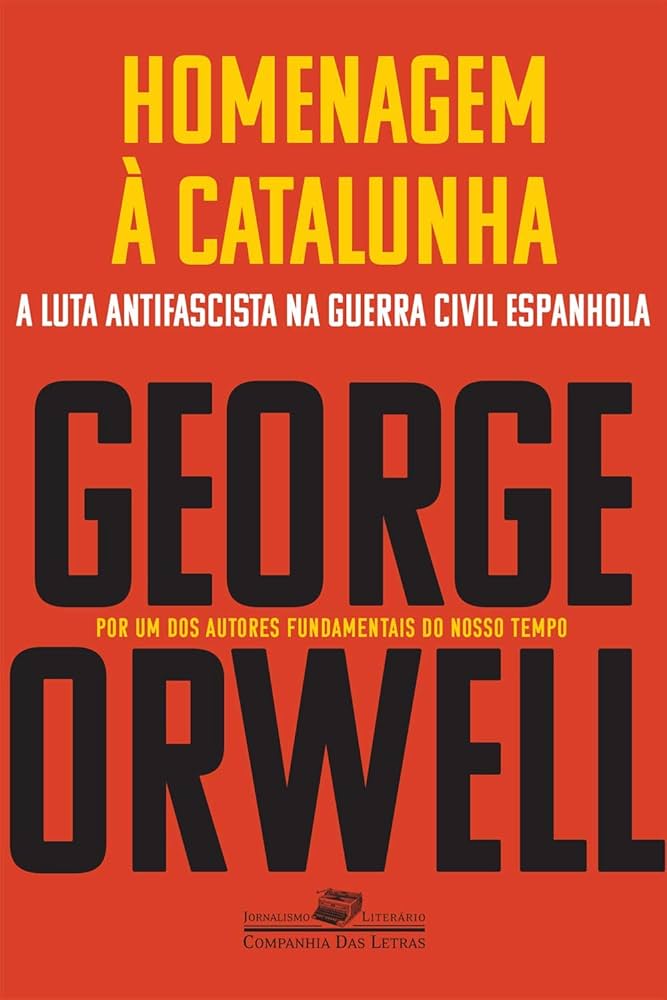 HOMENAGEM
À CATALUNHA
A LUTA ANTIFASCISTA NA GUERRA CIVIL ESPANHOLA
GEORGE
POR UM DOS AUTORES FUNDAMENTAIS DO NOSSO TEMPO
ORWELL
JORNALISMO LITERÁRIO
COMPANHIA DAS LETRAS